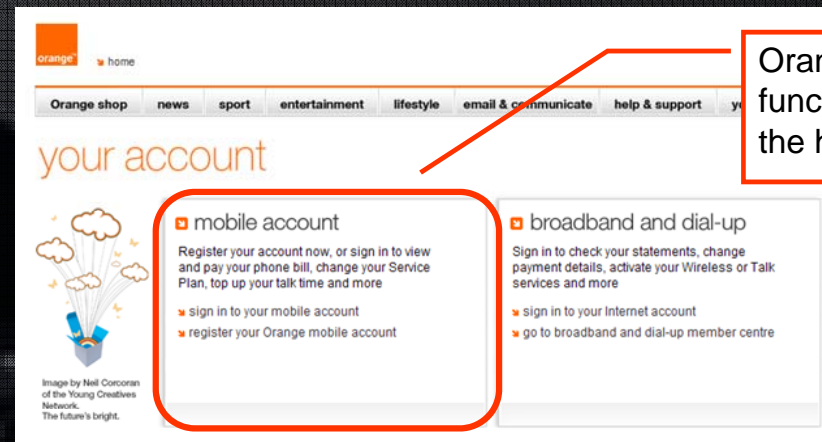 orange™
home
Orange shop news sport entertainment lifestyle email & communicate help & support
your account
mobile account
Register your account now, or sign in to view
and pay your phone bill, change your Service
Plan, top up your talk time and more
sign in to your mobile account
register your Orange mobile account
broadband and dial-up
Sign in to check your statements, change
payment details, activate your Wireless or Talk
services and more
sign in to your Internet account
go to broadband and dial-up member centre
Image by Neil Corcoran
of the Young Creatives
Network.
The future's bright.
the